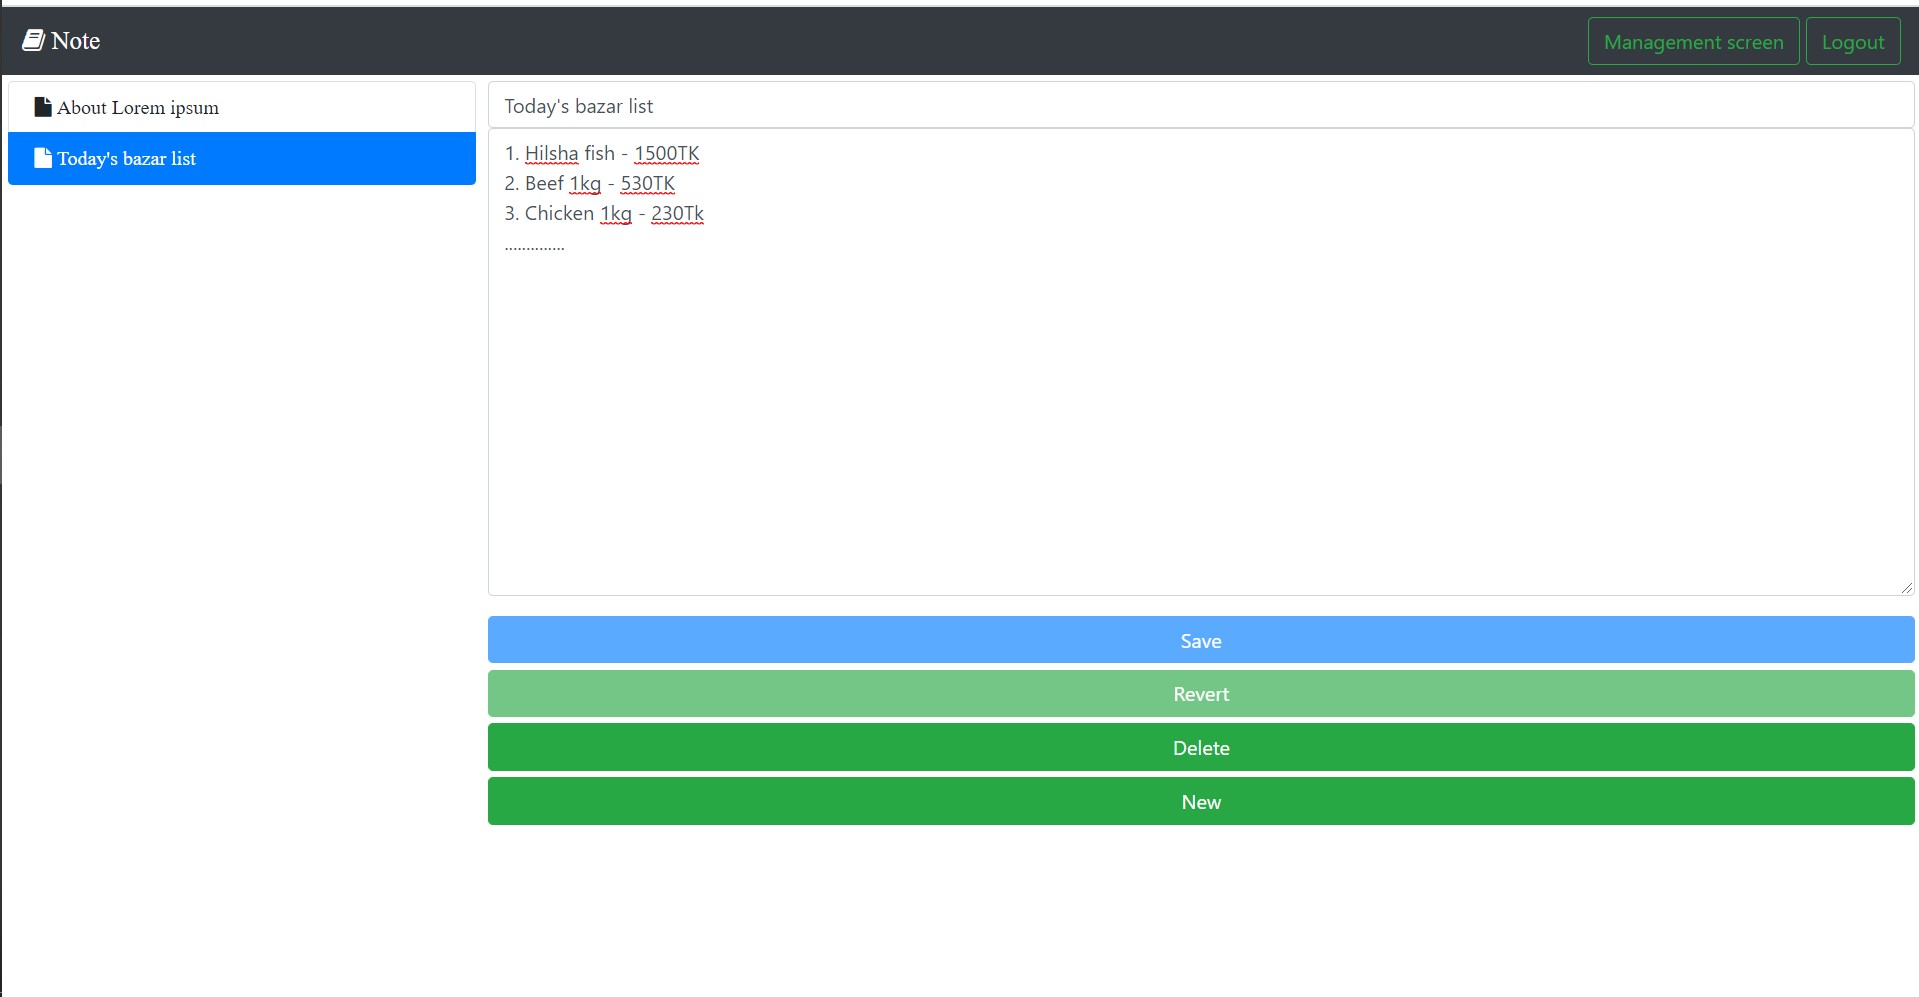 Note
Management screen
Logout
About Lorem ipsum
Today's bazar list
Today's bazar list
1. Hilsha fish - 1500TK
2. Beef 1kg - 530TK
3. Chicken 1kg - 230Tk
..............
Save
Revert
Delete
New